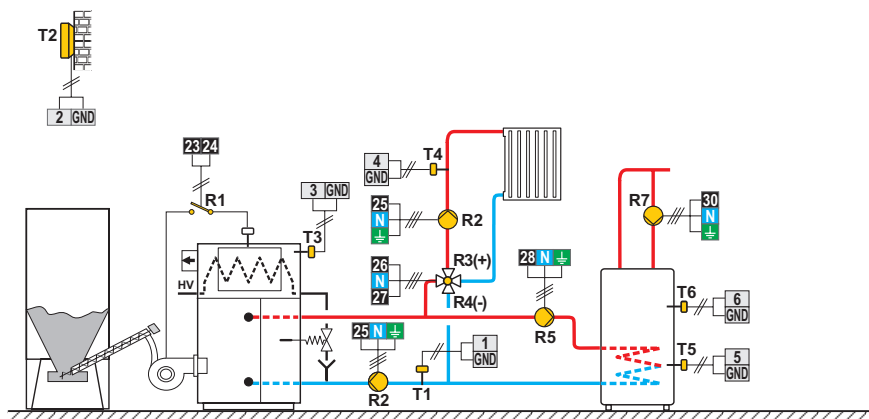 T2
2 GND
23 24
R1
3 GND
T3
HV
4
GND
T4
25
N
R2
26
N
27
R3(+)
R4(-)
28 N
R5
25 N
R2
T1
1
GND
R7
30
N
T6
6
GND
T5
5
GND